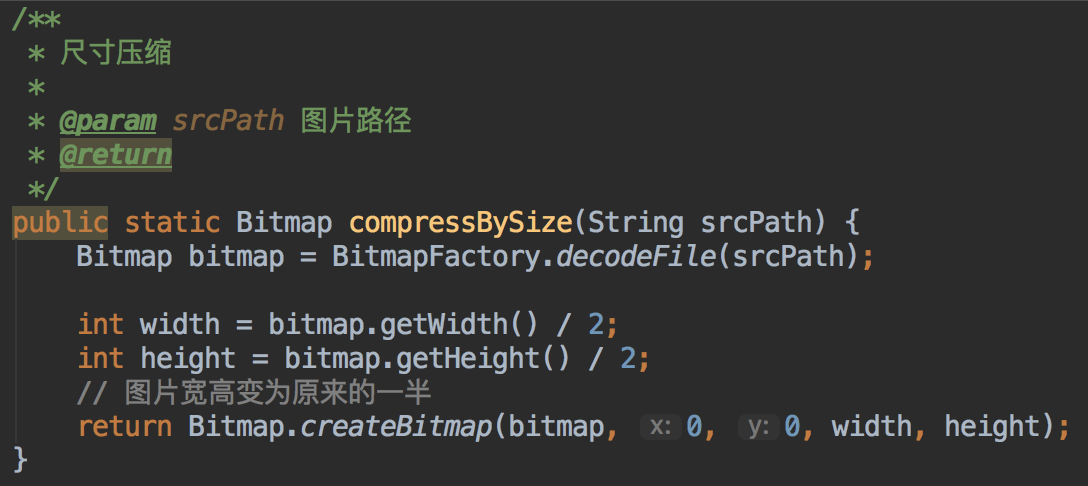 /**
 * 尺寸压缩
 *
 * @param srcPath 图片路径
 * @return
 */
public static Bitmap compressBySize(String srcPath) {
    Bitmap bitmap = BitmapFactory.decodeFile(srcPath);

    int width = bitmap.getWidth() / 2;
    int height = bitmap.getHeight() / 2;
    // 图片宽高变为原来的一半
    return Bitmap.createBitmap(bitmap, x: 0, y: 0, width, height);
}